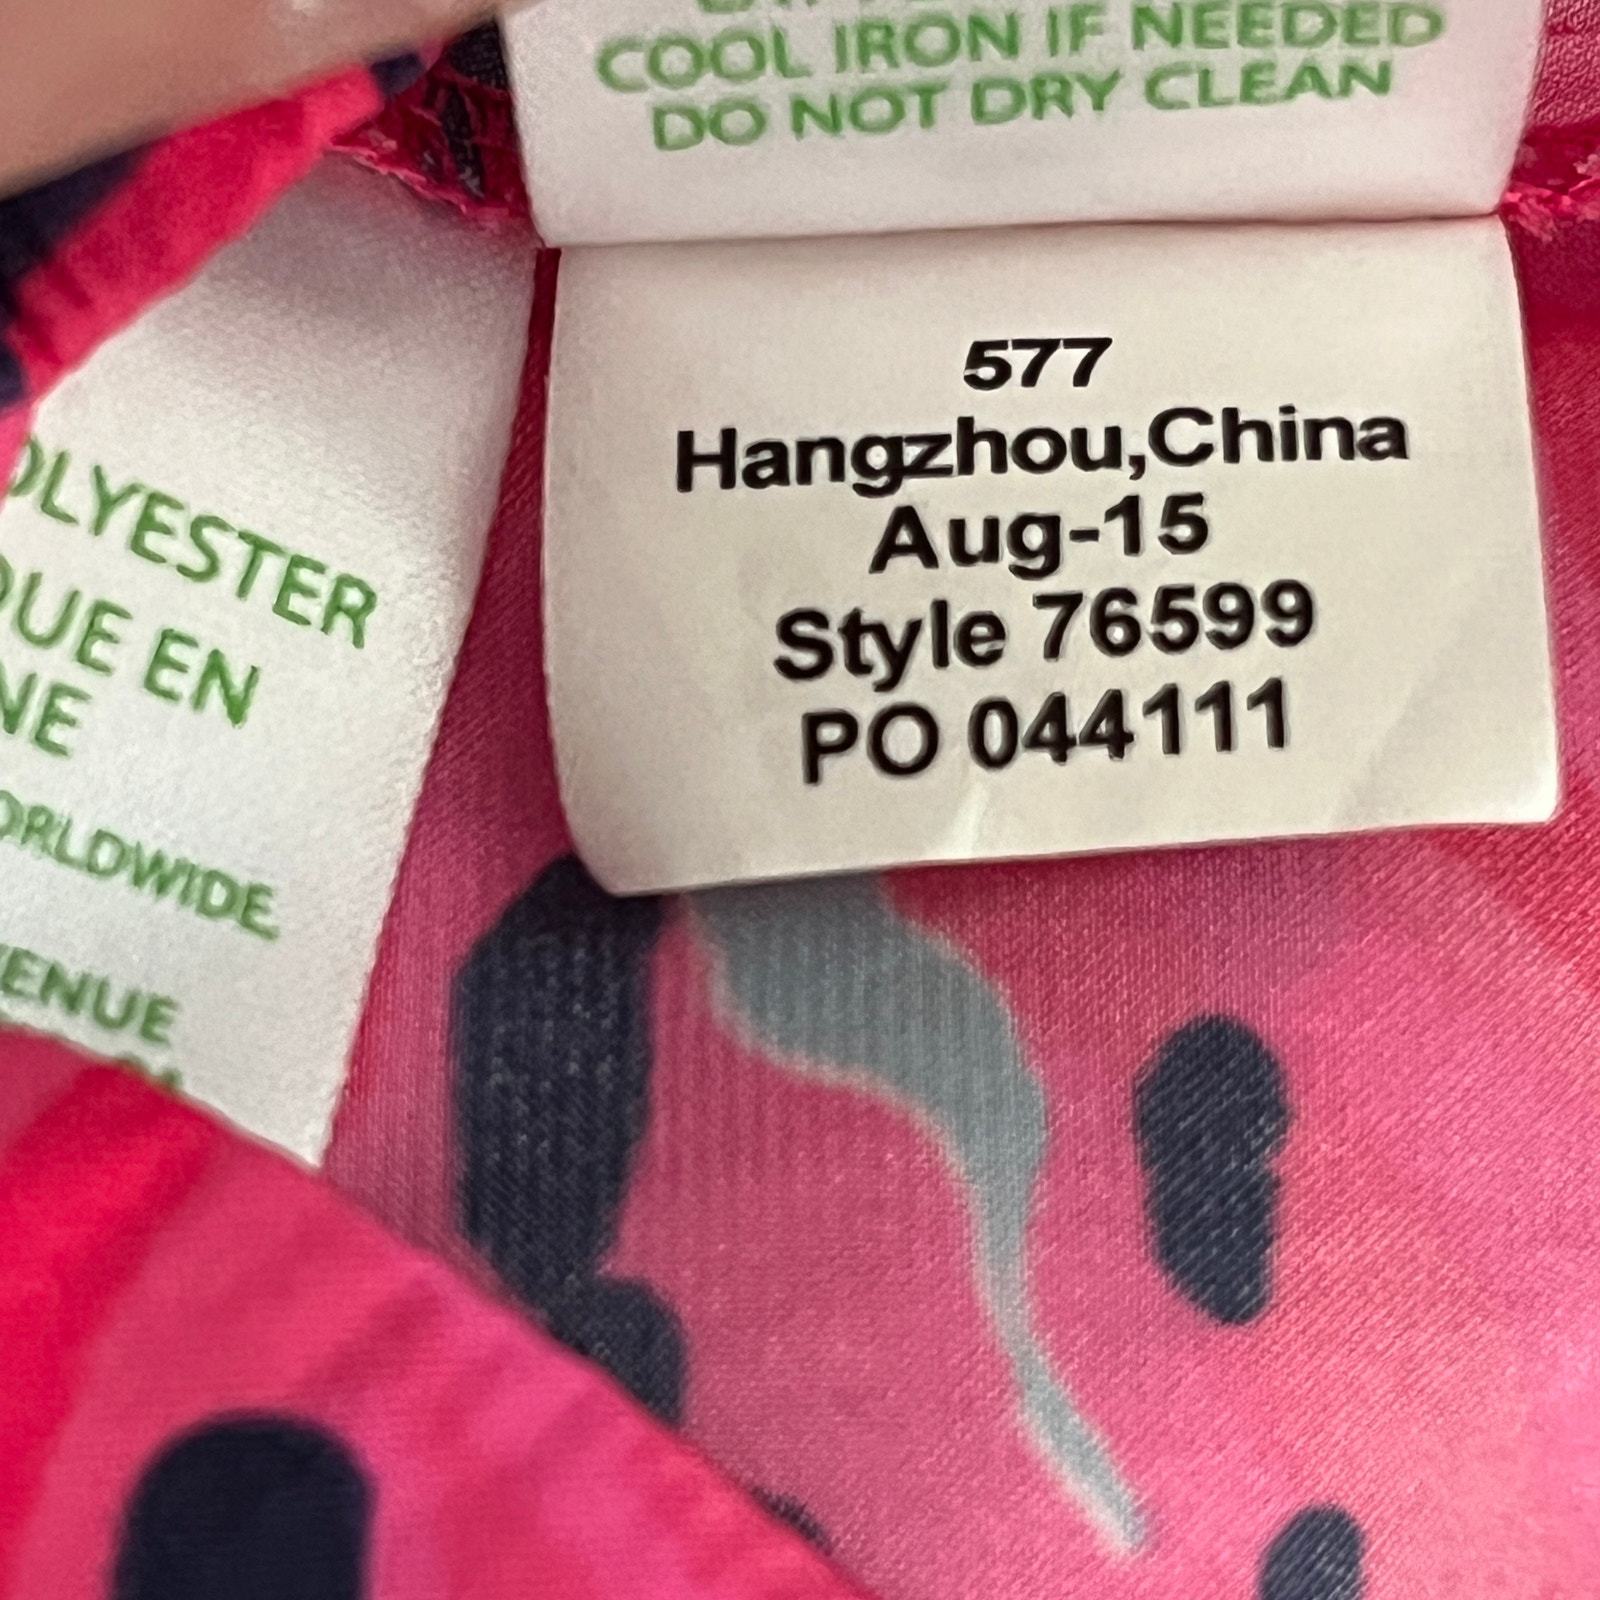 COOL IRON IF NEEDED
DO NOT DRY CLEAN
577
Hangzhou,China
Aug-15
Style 76599
PO 044111
OLYESTER
QUE EN
NE
ORLDWIDE
ENUE